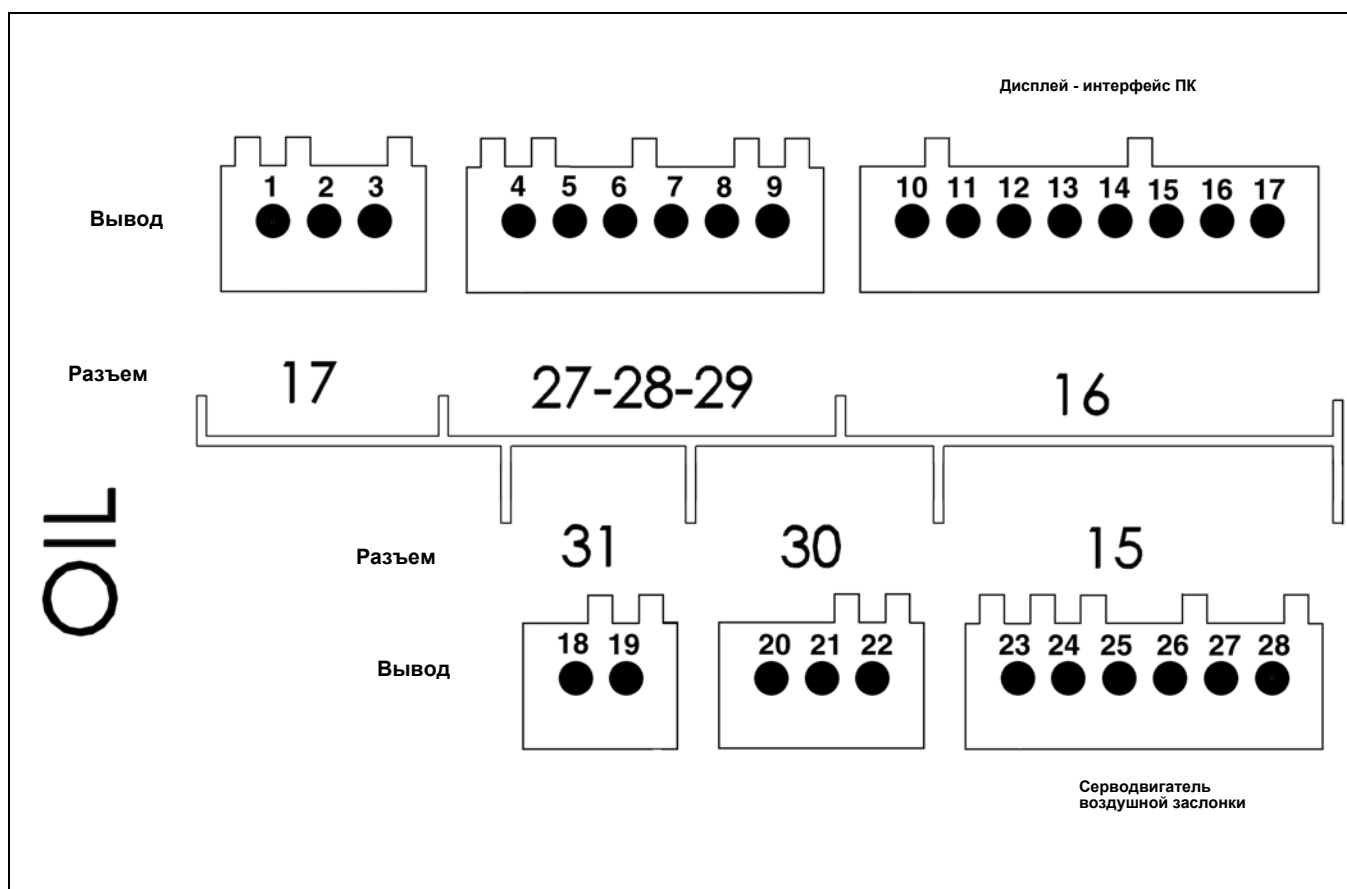 Дисплей - интерфейс ПК
1 2 3 4 5 6 7 8 9 10 11 12 13 14 15 16 17
Вывод
Разъем 17 27-28-29 16
OIL
Разъем 31 30 15
18 19 20 21 22 23 24 25 26 27 28
Вывод
Серводвигатель
воздушной заслонки